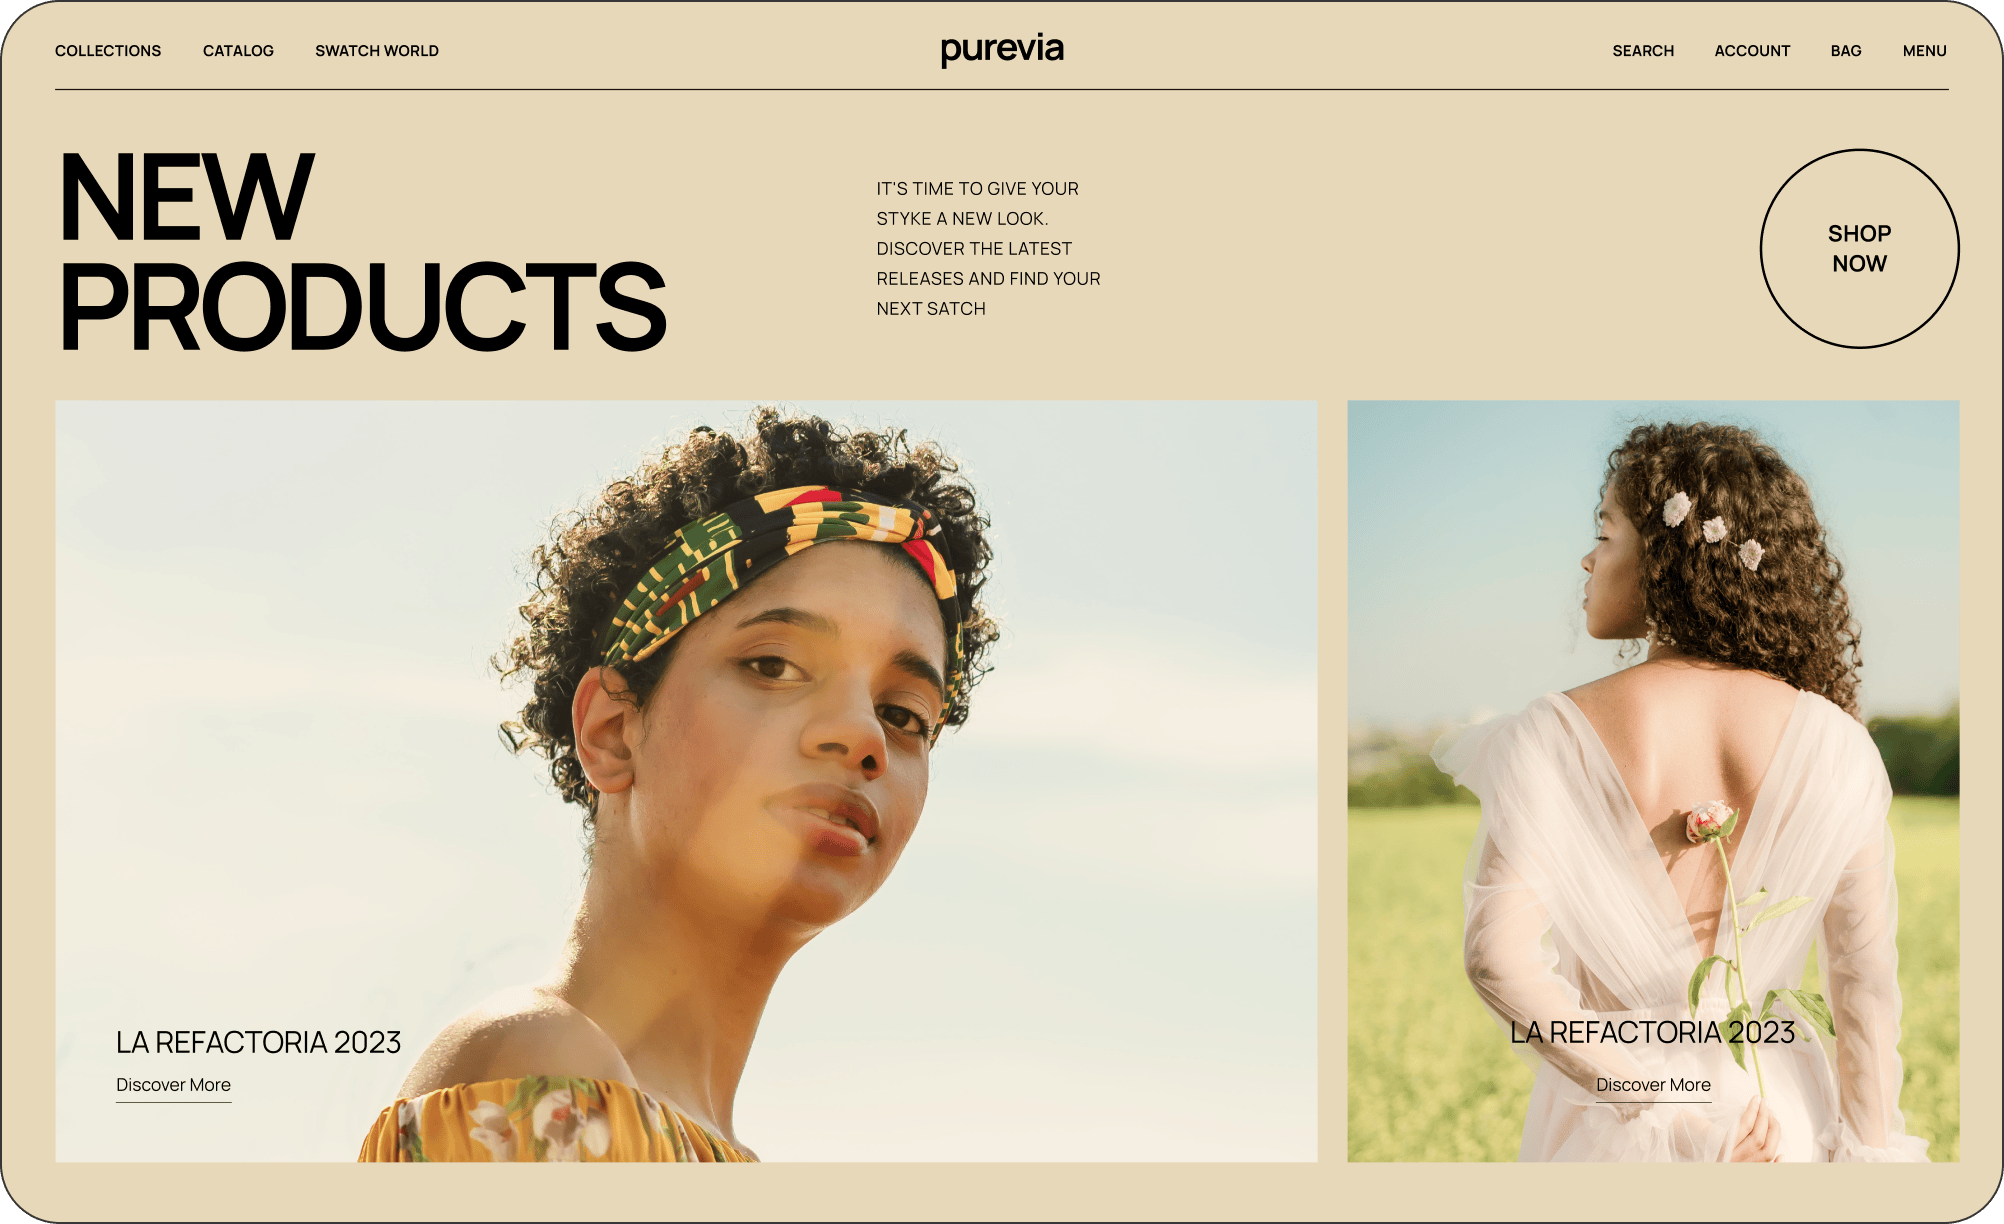 COLLECTIONS CATALOG SWATCH WORLD purevia SEARCH ACCOUNT BAG MENU
NEW
PRODUCTS
IT'S TIME TO GIVE YOUR
STYKE A NEW LOOK.
DISCOVER THE LATEST
RELEASES AND FIND YOUR
NEXT SATCH
SHOP
NOW
LA REFACTORIA 2023
Discover More
LA REFACTORIA 2023
Discover More